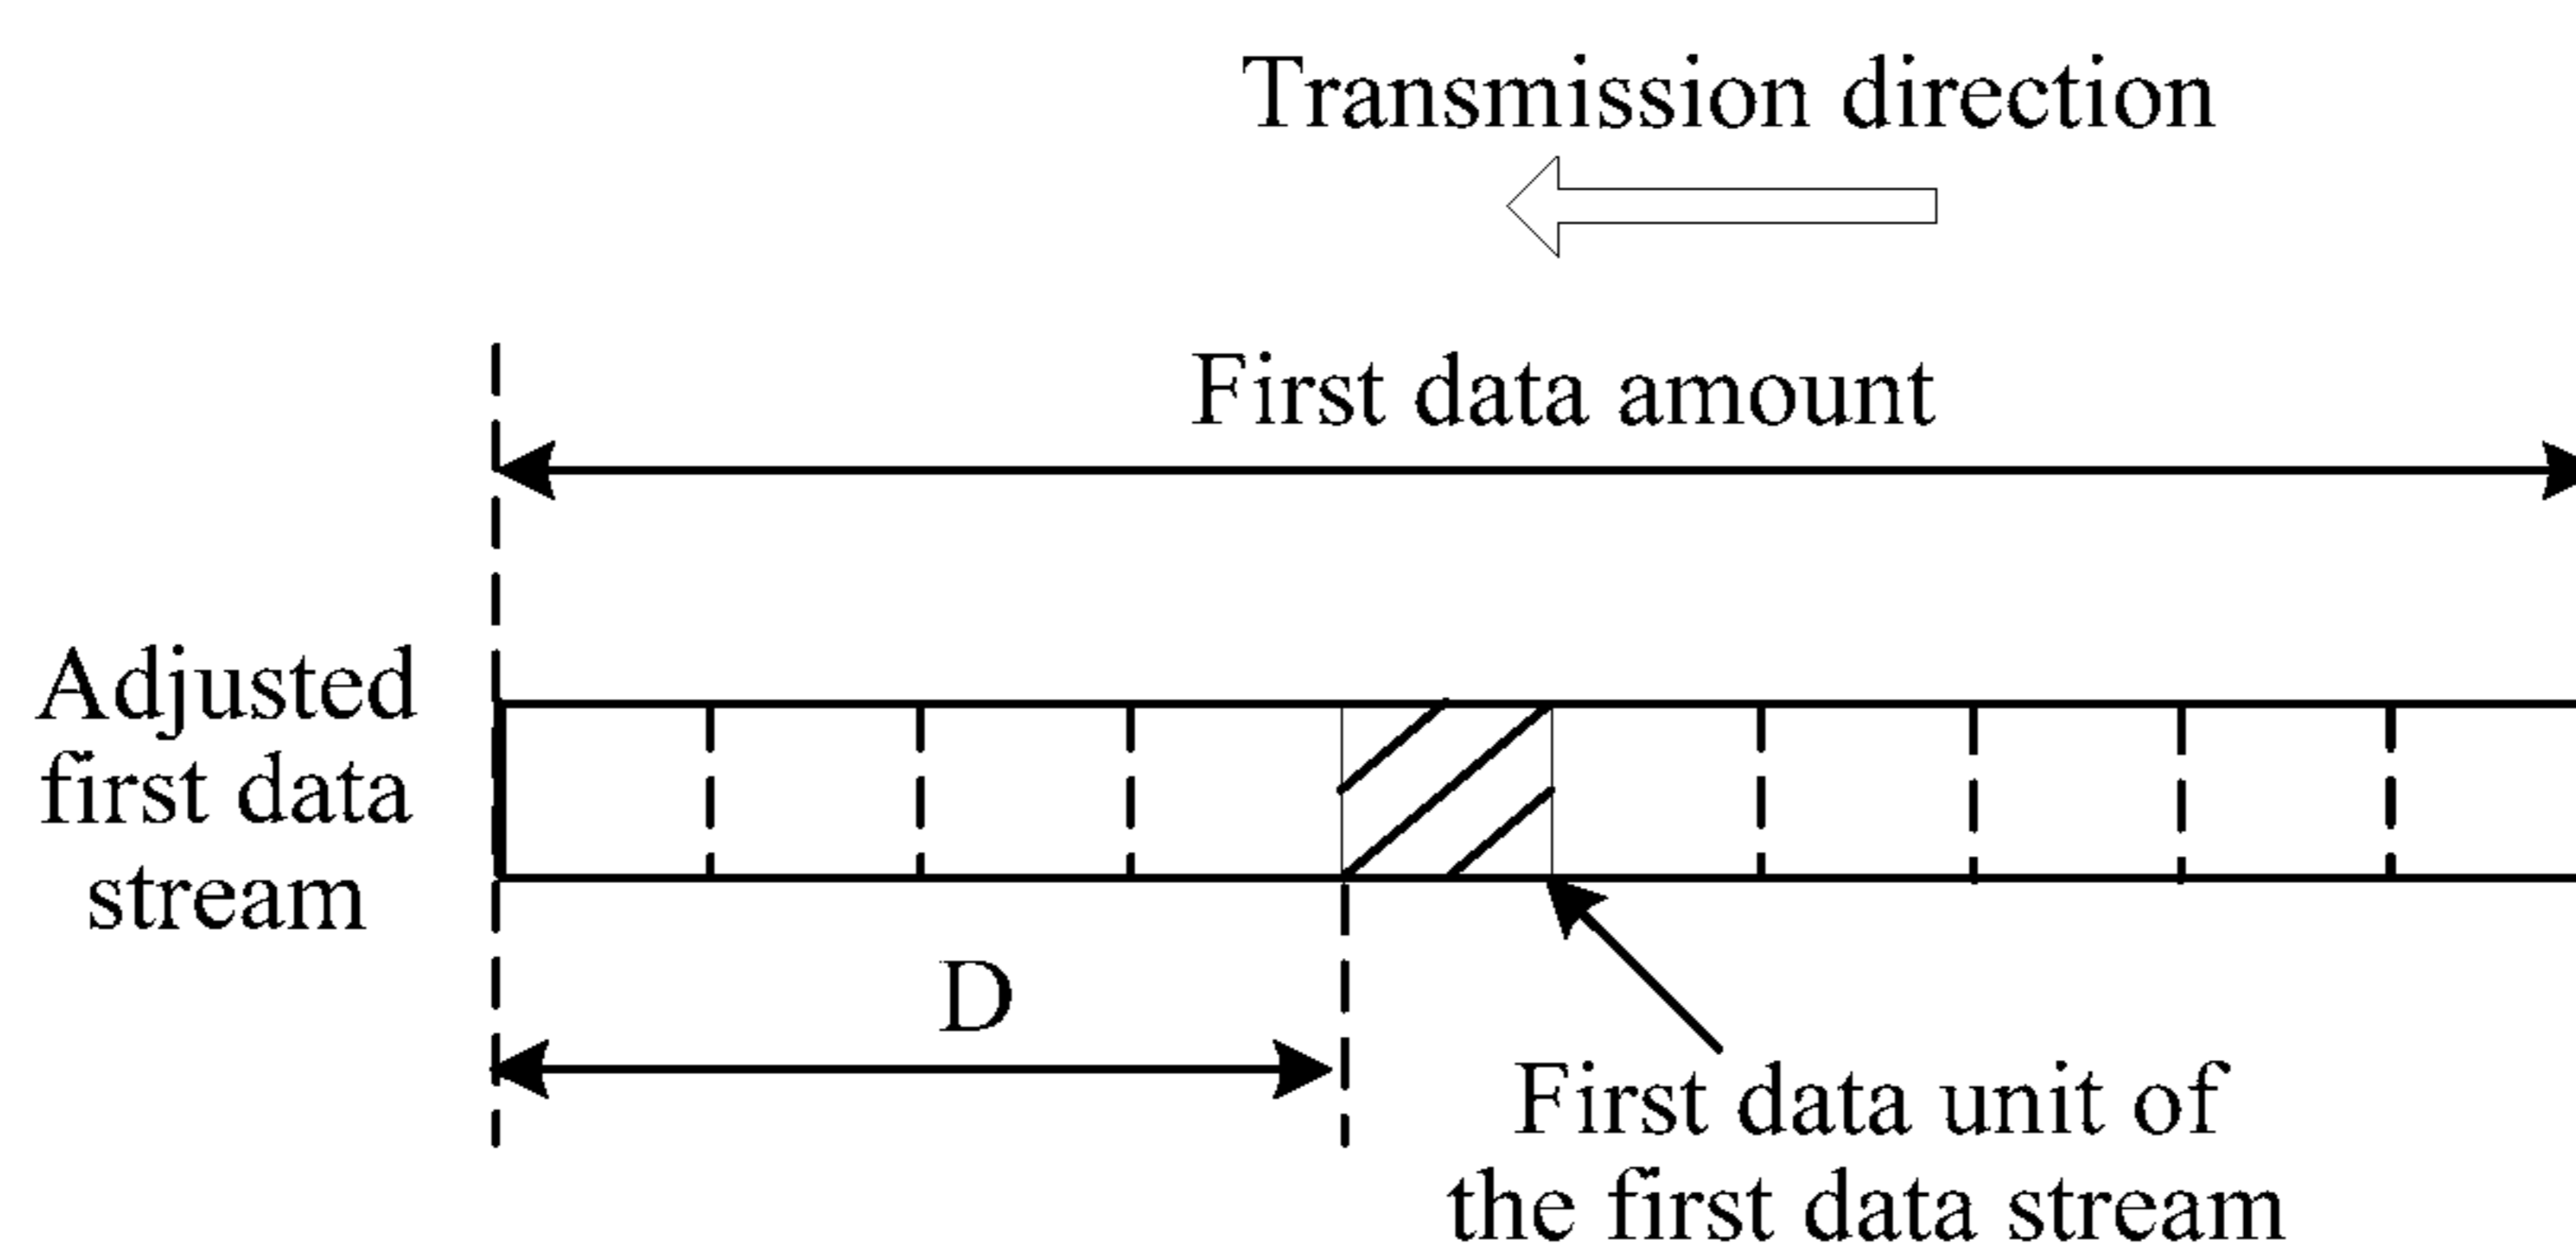 Transmission direction
First data amount
Adjusted
first data
stream
D
First data unit of
the first data stream